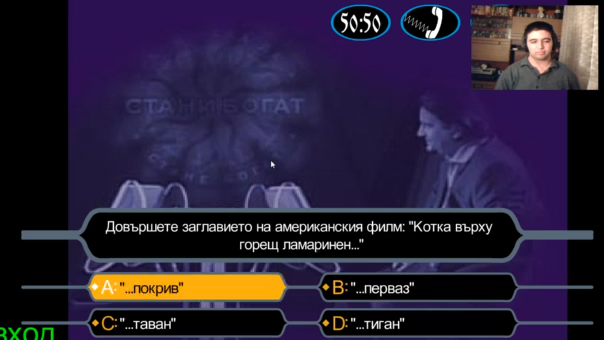 50:50
СТАНИ БОГАТ
Довършете заглавието на американския филм: "Котка върху
горещ ламаринен..."
А: "...покрив"
В: "...перваз"
С: "...таван"
D: "...тиган"
вход